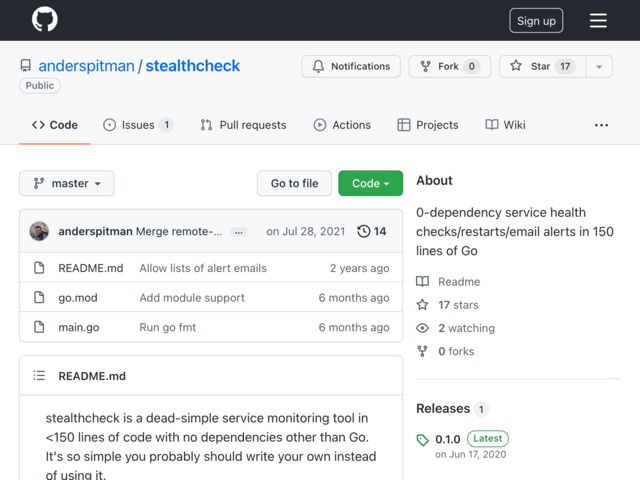 Sign up
anderspitman / stealthcheck
Public
Notifications
Fork 0
Star 17
Code
Issues 1
Pull requests
Actions
Projects
Wiki
master
Go to file
Code
anderspitman Merge remote-... ... on Jul 28, 2021 14
README.md Allow lists of alert emails 2 years ago
go.mod Add module support 6 months ago
main.go Run go fmt 6 months ago
README.md
stealthcheck is a dead-simple service monitoring tool in
<150 lines of code with no dependencies other than Go.
It's so simple you probably should write your own instead
of using it.
About
0-dependency service health
checks/restarts/email alerts in 150
lines of Go
Readme
17 stars
2 watching
0 forks
Releases 1
0.1.0 Latest
on Jun 17, 2020